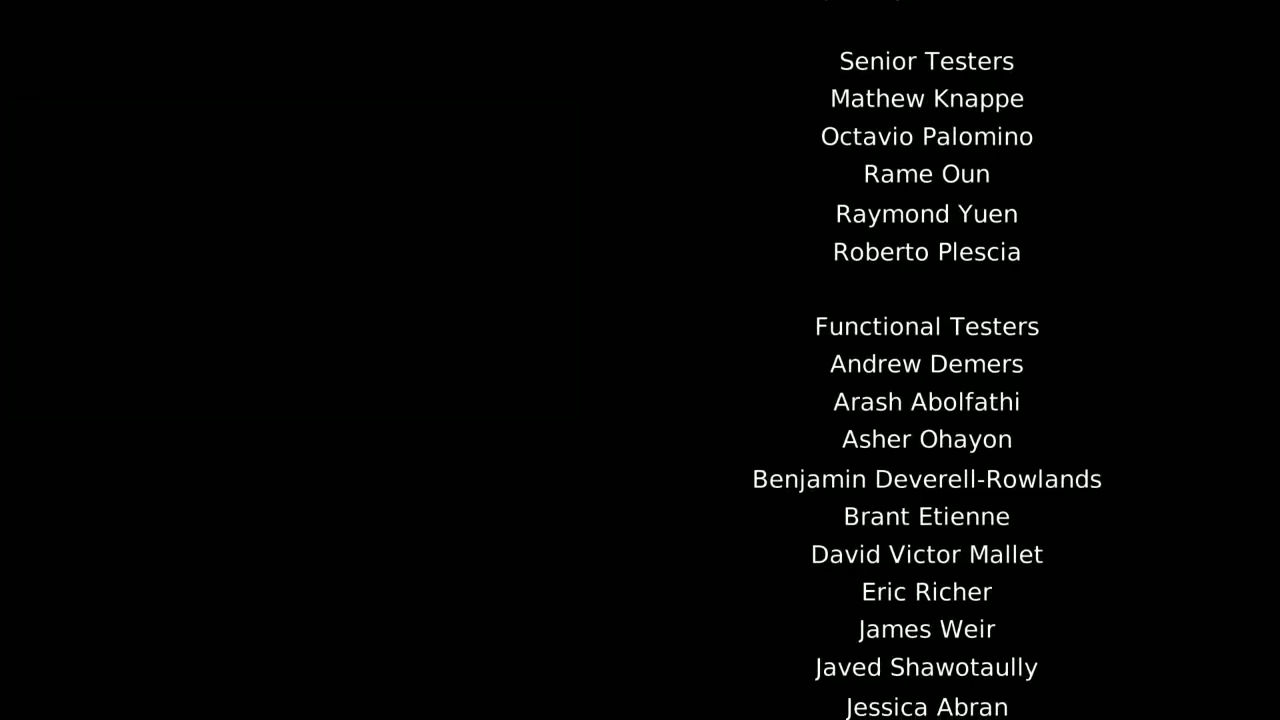 Senior Testers
Mathew Knappe
Octavio Palomino
Rame Oun
Raymond Yuen
Roberto Plescia
Functional Testers
Andrew Demers
Arash Abolfathi
Asher Ohayon
Benjamin Deverell-Rowlands
Brant Etienne
David Victor Mallet
Eric Richer
James Weir
Javed Shawotaully
Jessica Abran